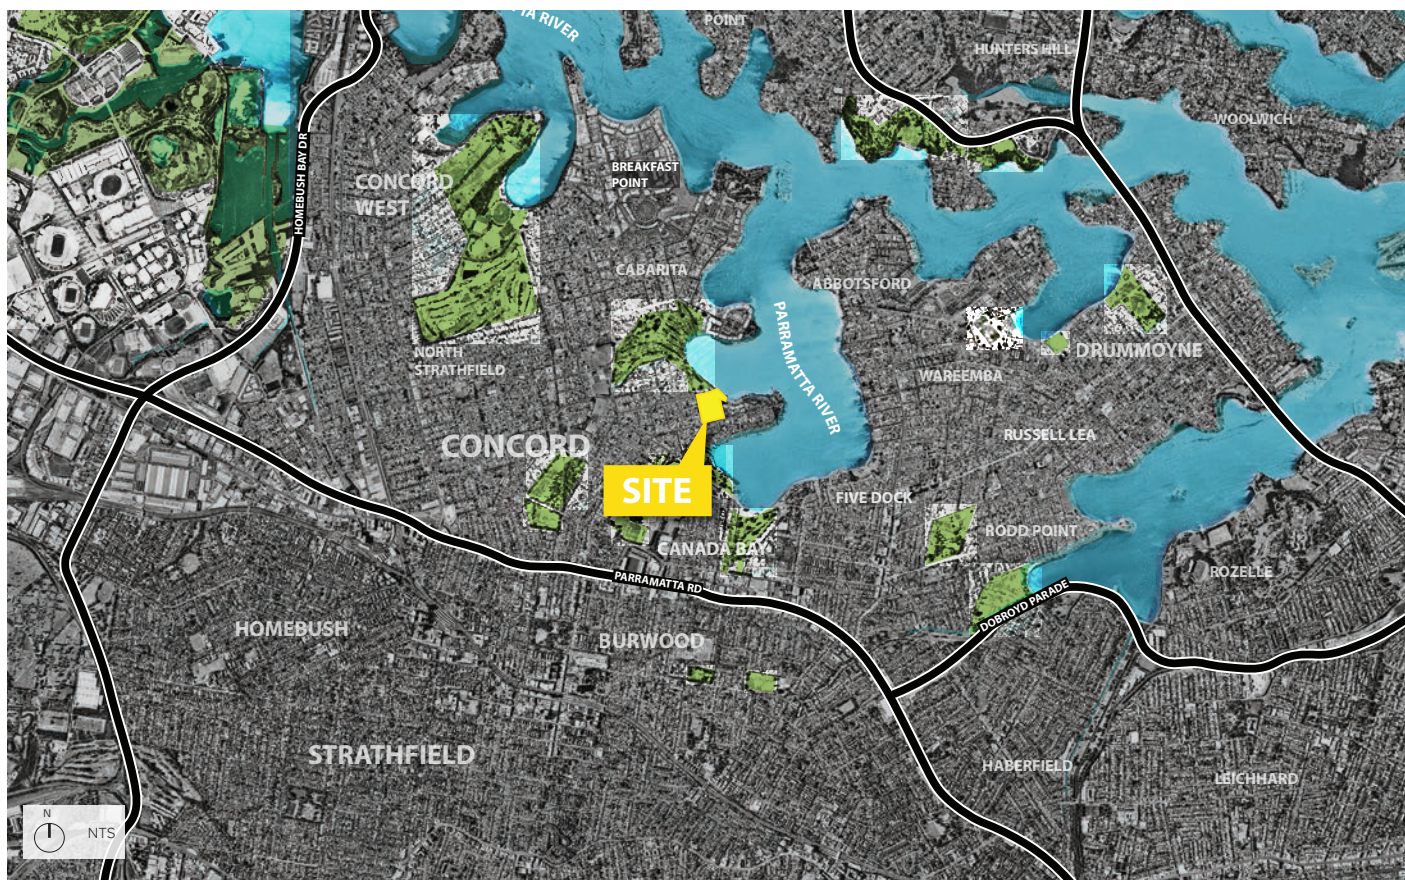 POINT
RIVER
HUNTERS HILL
WOOLWICH
HOMEBUSH BAY DR
CONCORD
WEST
BREAKFAST
POINT
CABARITA
ABBOTSFORD
PARRAMATTA RIVER
NORTH
STRATHFIELD
DRUMMOYNE
WAREEMBA
CONCORD
RUSSELL LEA
SITE
FIVE DOCK
RODD POINT
CANADA BAY
PARRAMATTA RD
DOBROYD PARADE
ROZELLE
HOMEBUSH
BURWOOD
STRATHFIELD
HABERFIELD
LEICHHARD
N
NTS